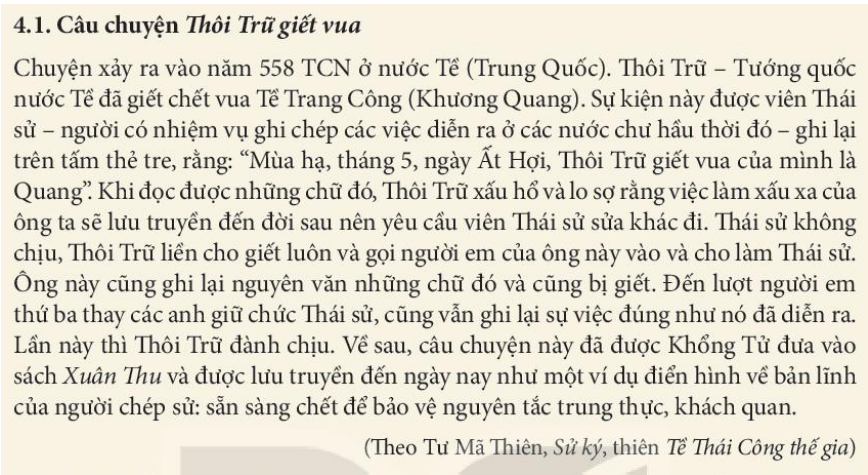 4.1. Câu chuyện Thôi Trữ giết vua
Chuyện xảy ra vào năm 558 TCN ở nước Tề (Trung Quốc). Thôi Trữ – Tướng quốc
nước Tề đã giết chết vua Tề Trang Công (Khương Quang). Sự kiện này được viên Thái
sử – người có nhiệm vụ ghi chép các việc diễn ra ở các nước chư hầu thời đó – ghi lại
trên tấm thẻ tre, rằng: “Mùa hạ, tháng 5, ngày Ất Hợi, Thôi Trữ giết vua của mình là
Quang”. Khi đọc được những chữ đó, Thôi Trữ xấu hổ và lo sợ rằng việc làm xấu xa của
ông ta sẽ lưu truyền đến đời sau nên yêu cầu viên Thái sử sửa khác đi. Thái sử không
chịu, Thôi Trữ liền cho giết luôn và gọi người em của ông này vào và cho làm Thái sử.
Ông này cũng ghi lại nguyên văn những chữ đó và cũng bị giết. Đến lượt người em
thứ ba thay các anh giữ chức Thái sử, cũng vẫn ghi lại sự việc đúng như nó đã diễn ra.
Lần này thì Thôi Trữ đành chịu. Về sau, câu chuyện này đã được Khổng Tử đưa vào
sách Xuân Thu và được lưu truyền đến ngày nay như một ví dụ điển hình về bản lĩnh
của người chép sử: sẵn sàng chết để bảo vệ nguyên tắc trung thực, khách quan.
(Theo Tư Mã Thiên, Sử ký, thiên Tề Thái Công thế gia)